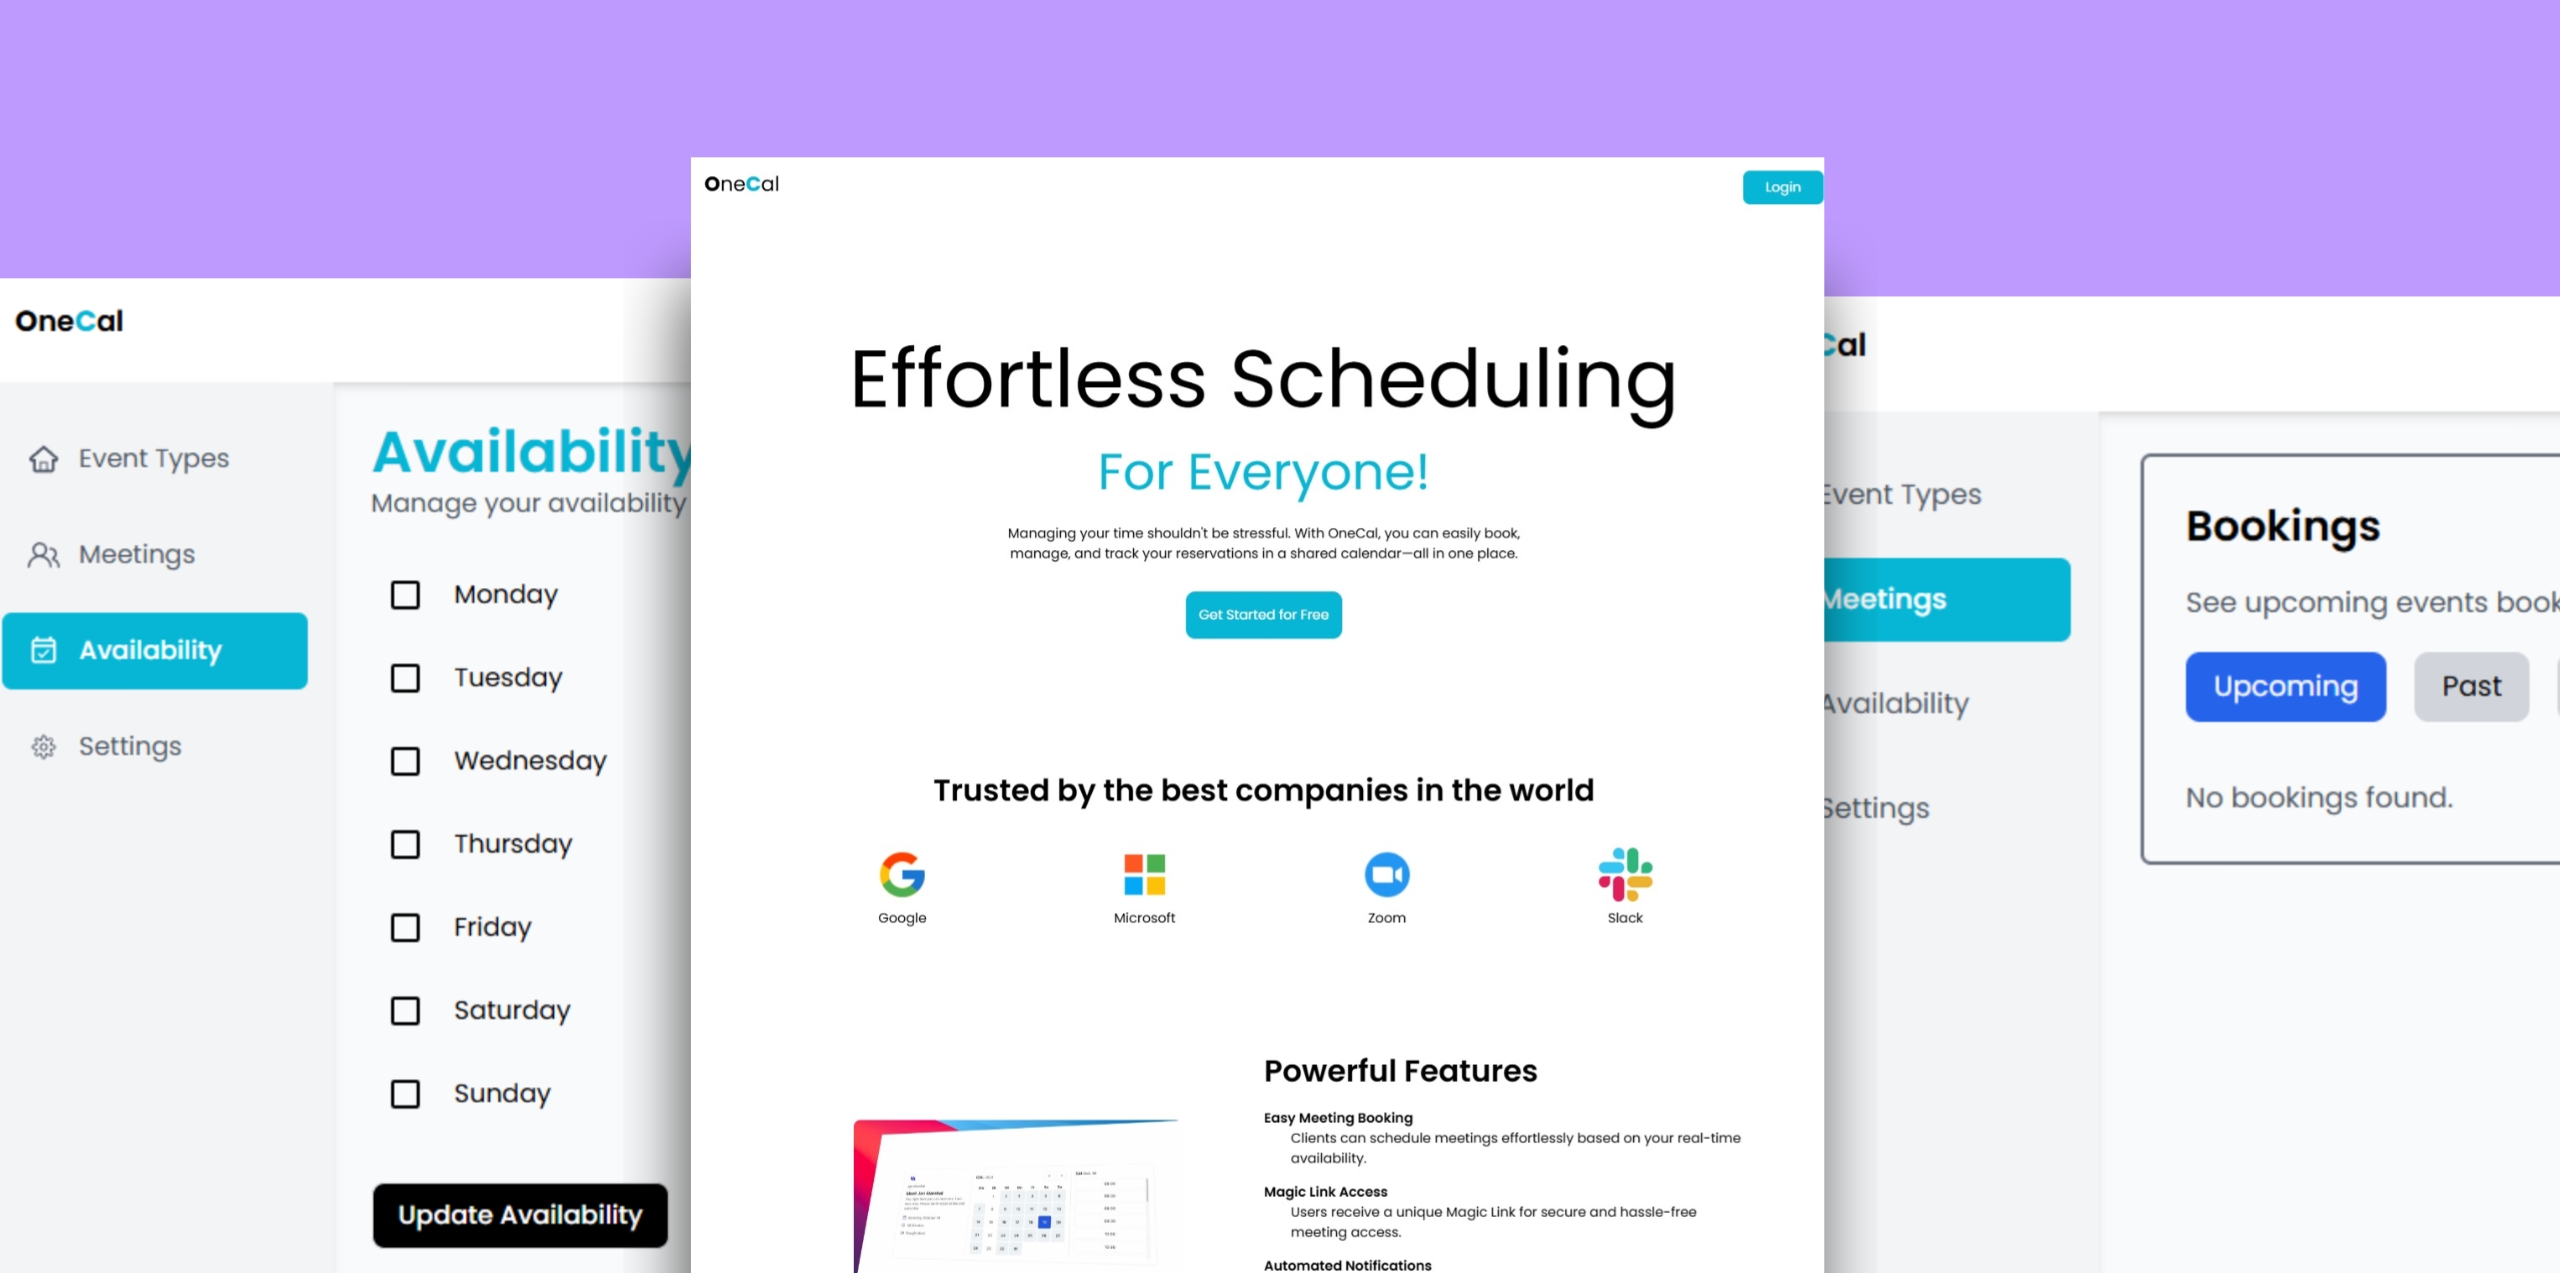 OneCal
Event Types
Meetings
Availability
Settings
Availability
Manage your availability
Monday
Tuesday
Wednesday
Thursday
Friday
Saturday
Sunday
Update Availability
OneCal
Login
Effortless Scheduling
For Everyone!
Managing your time shouldn't be stressful. With OneCal, you can easily book,
manage, and track your reservations in a shared calendar—all in one place.
Get Started for Free
Trusted by the best companies in the world
Google
Microsoft
Zoom
Slack
Powerful Features
Easy Meeting Booking
Clients can schedule meetings effortlessly based on your real-time
availability.
Magic Link Access
Users receive a unique Magic Link for secure and hassle-free
meeting access.
Automated Notifications
Cal
Event Types
Meetings
Availability
Settings
Bookings
See upcoming events book
Upcoming
Past
No bookings found.